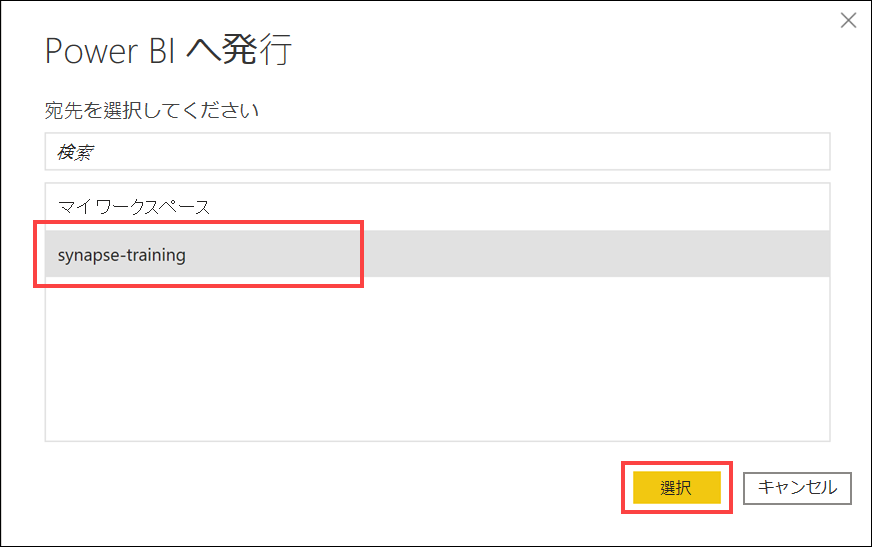 Power BI へ発行
宛先を選択してください
検索
マイワークスペース
synapse-training
選択
キャンセル